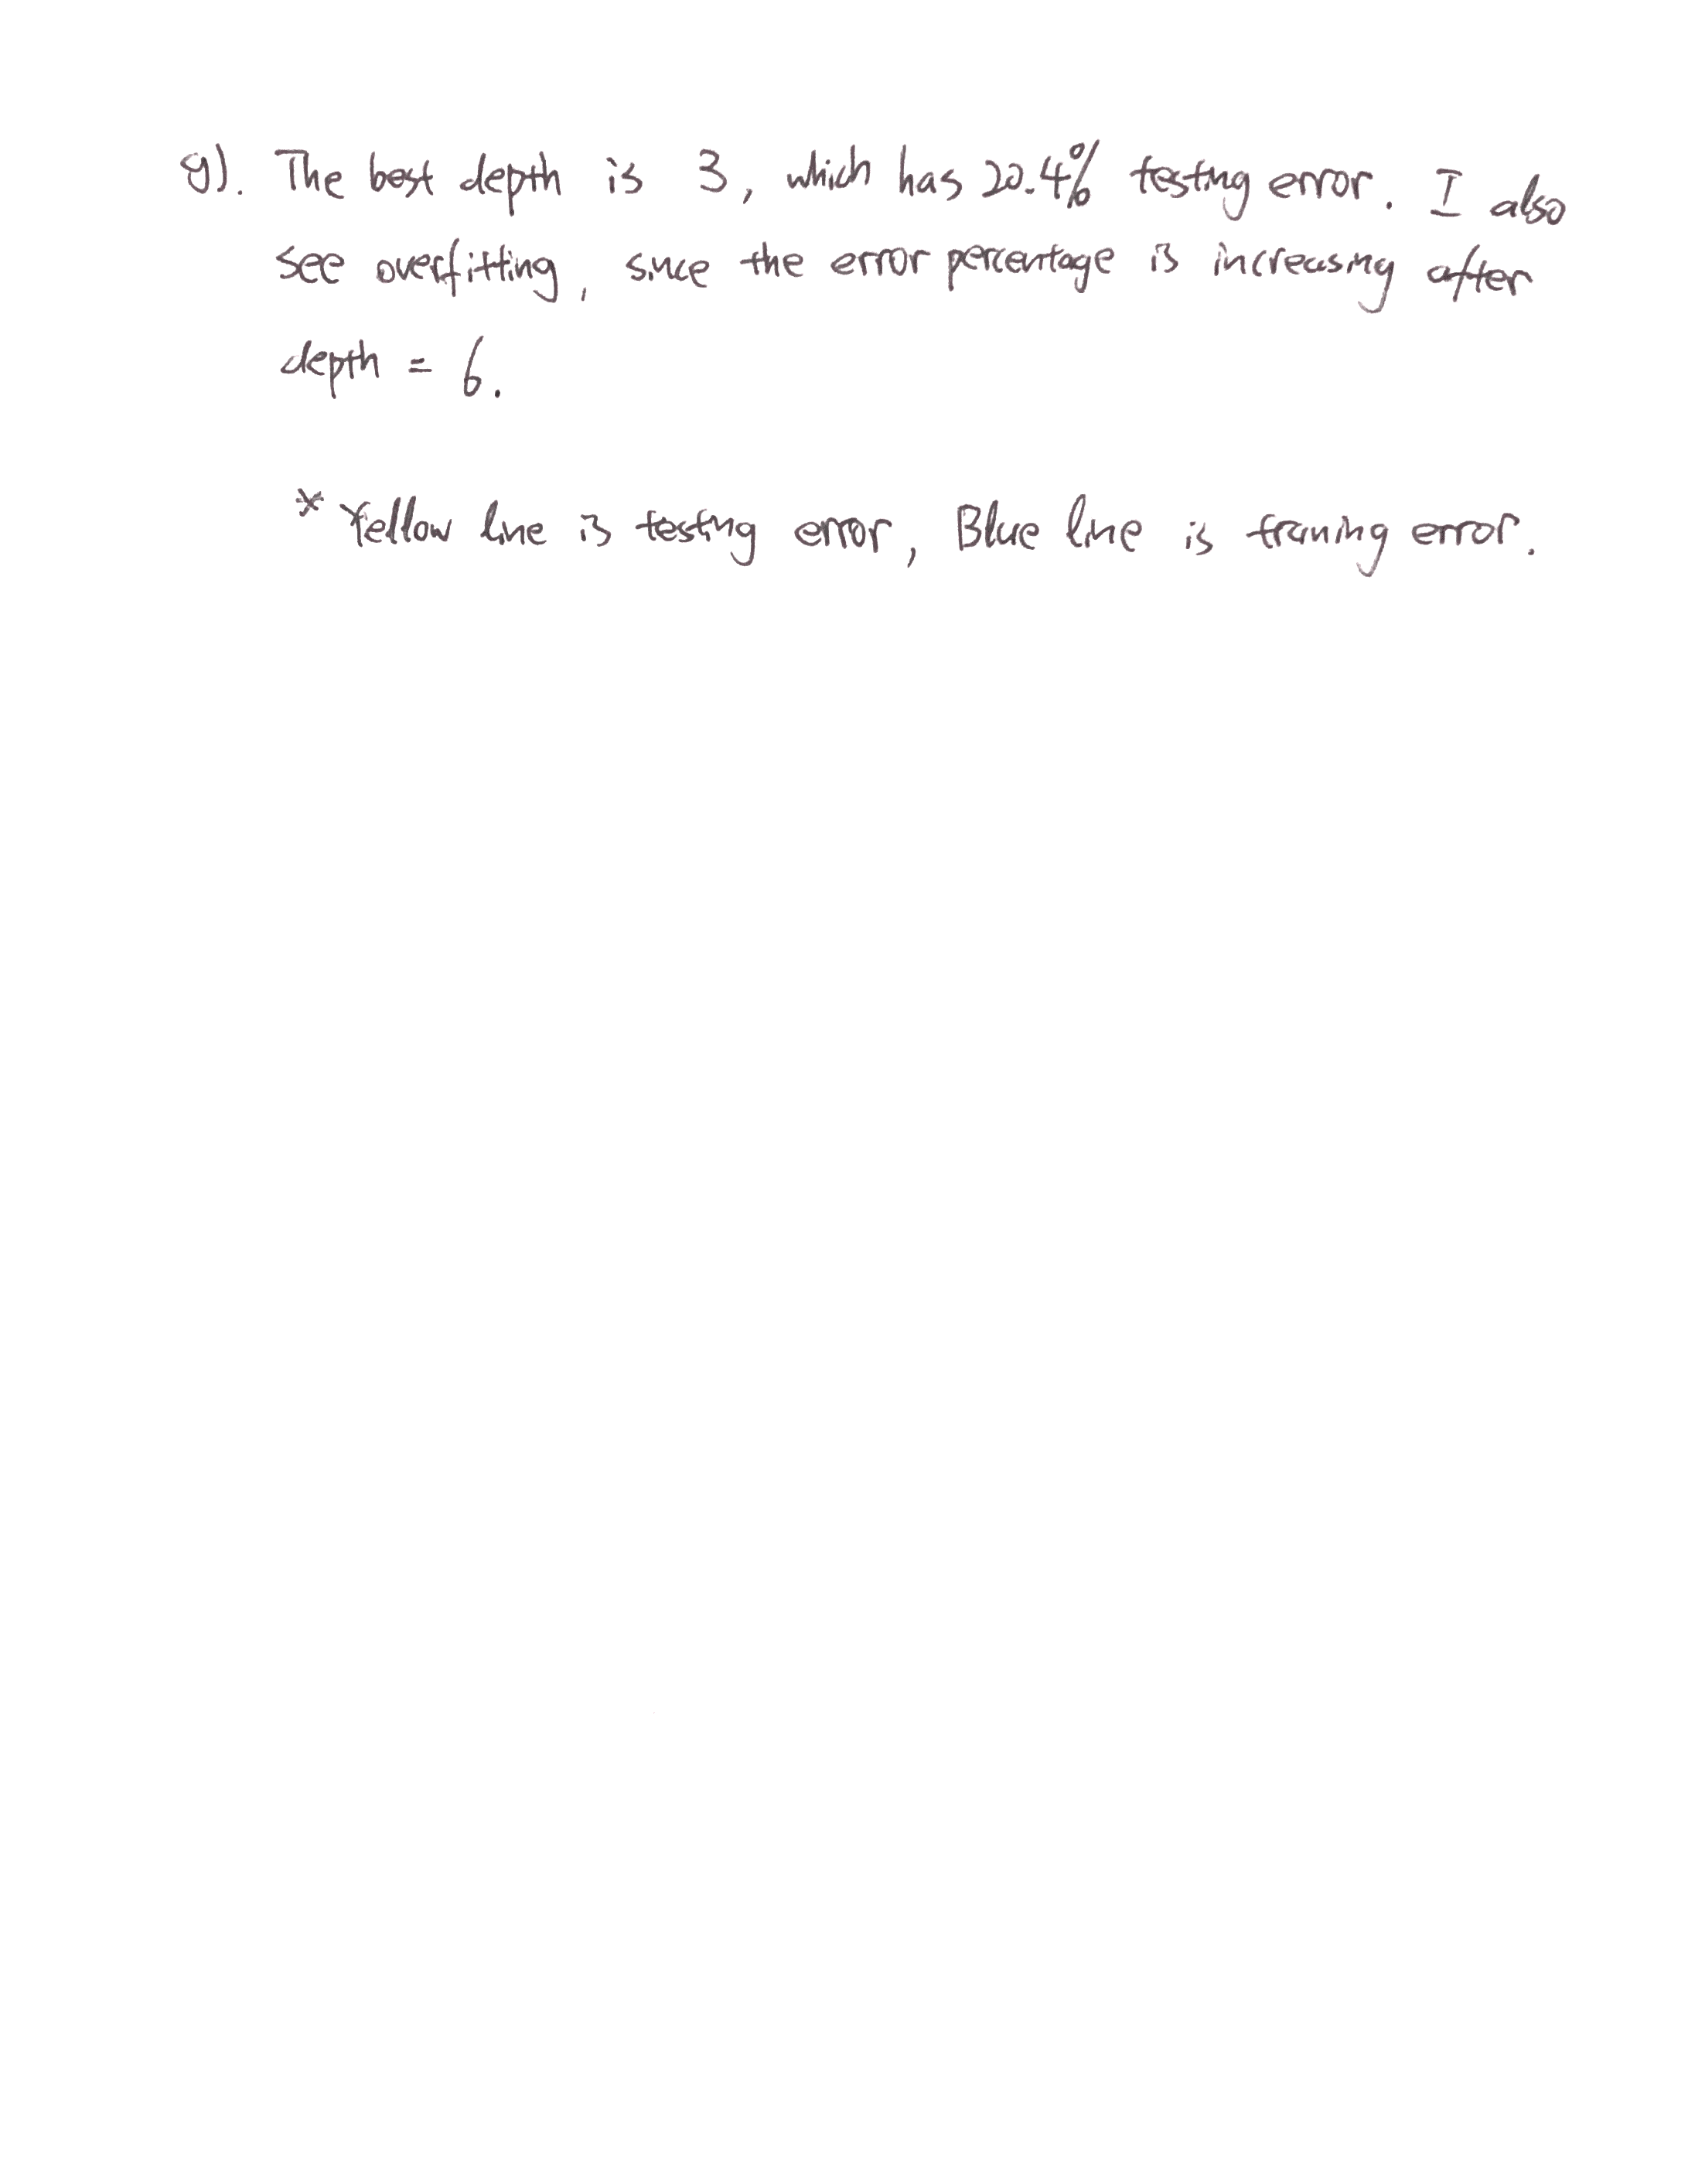 g). The best depth is 3, which has 20.4% testing error. I also
see overfitting, since the error percentage is increasing after
depth = 6.
* Yellow line is testing error, Blue line is training error.